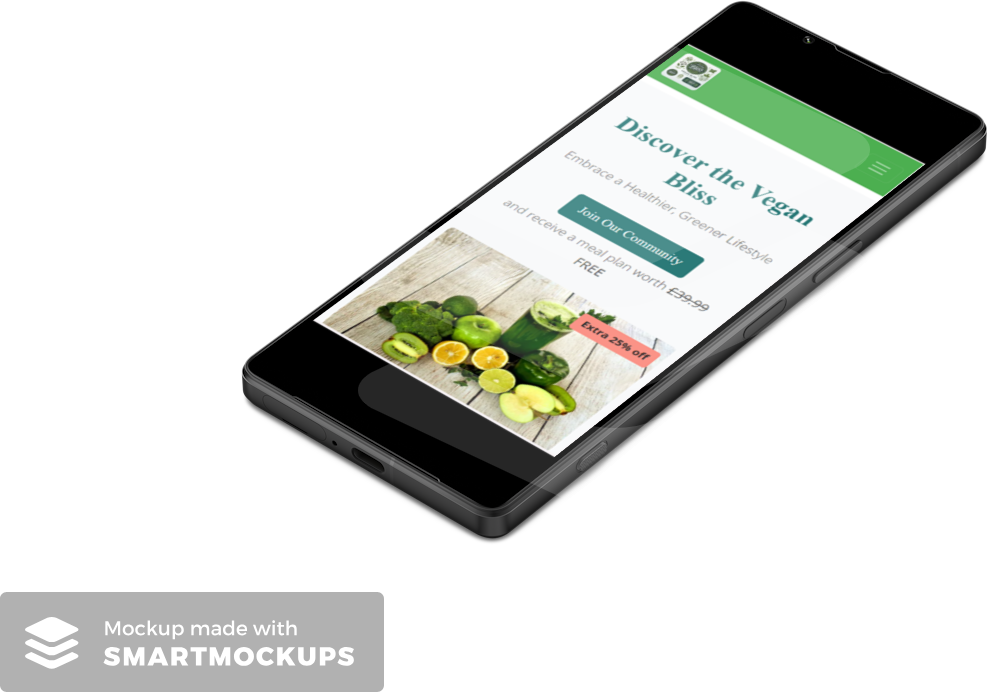 Discover the Vegan
Bliss
Embrace a Healthier, Greener Lifestyle
Join Our Community
and receive a meal plan worth £39.99
FREE
Extra 25% off
Mockup made with
SMARTMOCKUPS